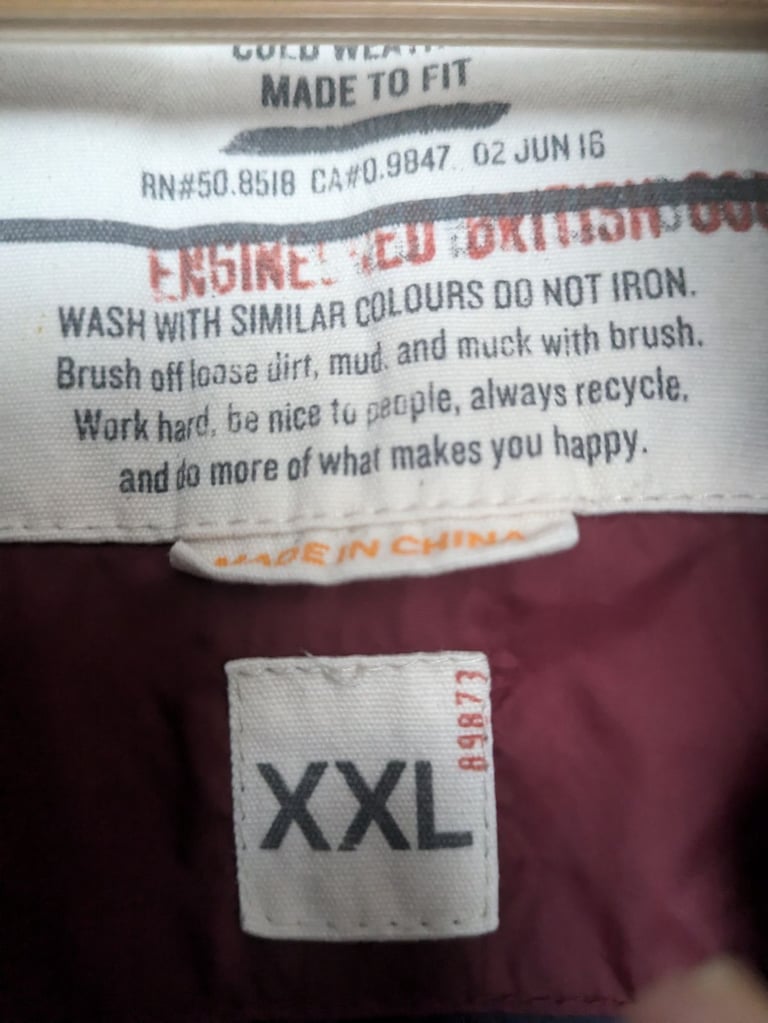 COLD
MADE TO FIT
RN#50.8518 CA#0.9847 02 JUN 16
BRITISH
WASH WITH SIMILAR COLOURS DO NOT IRON.
Brush off loose dirt, mud, and muck with brush.
Work hard, be nice to people, always recycle,
and do more of what makes you happy.
MADE IN CHINA
89873
XXL